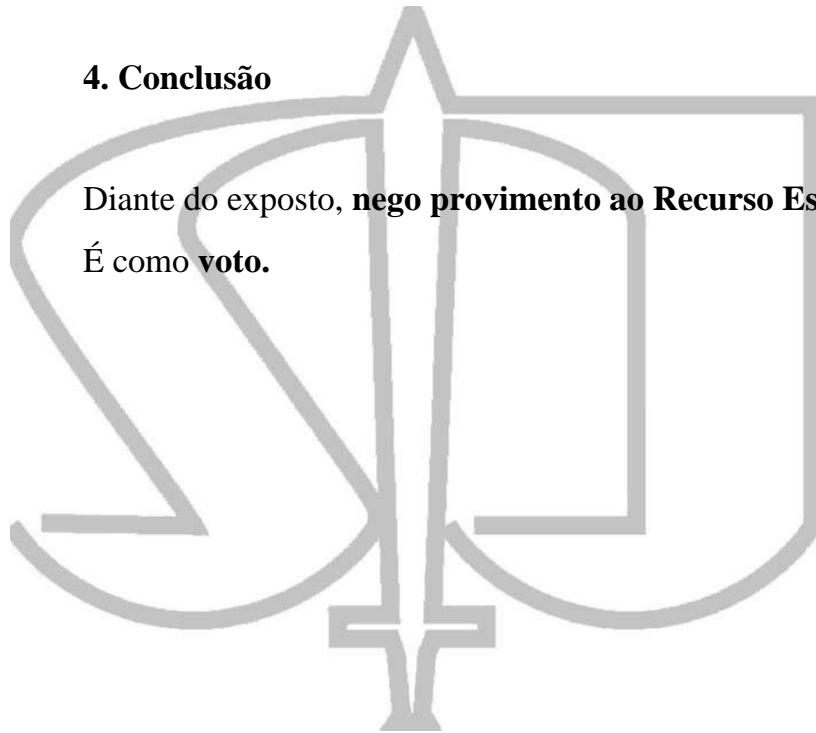 4. Conclusão
Diante do exposto, nego provimento ao Recurso Es
É como voto.